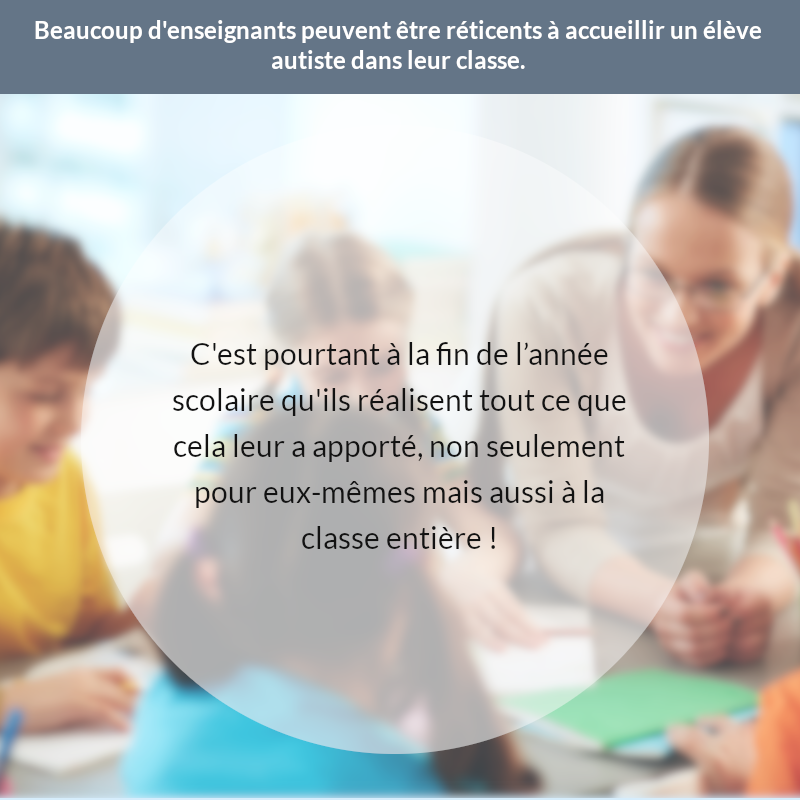 Beaucoup d'enseignants peuvent être réticents à accueillir un élève
autiste dans leur classe.
C'est pourtant à la fin de l’année
scolaire qu'ils réalisent tout ce que
cela leur a apporté, non seulement
pour eux-mêmes mais aussi à la
classe entière !